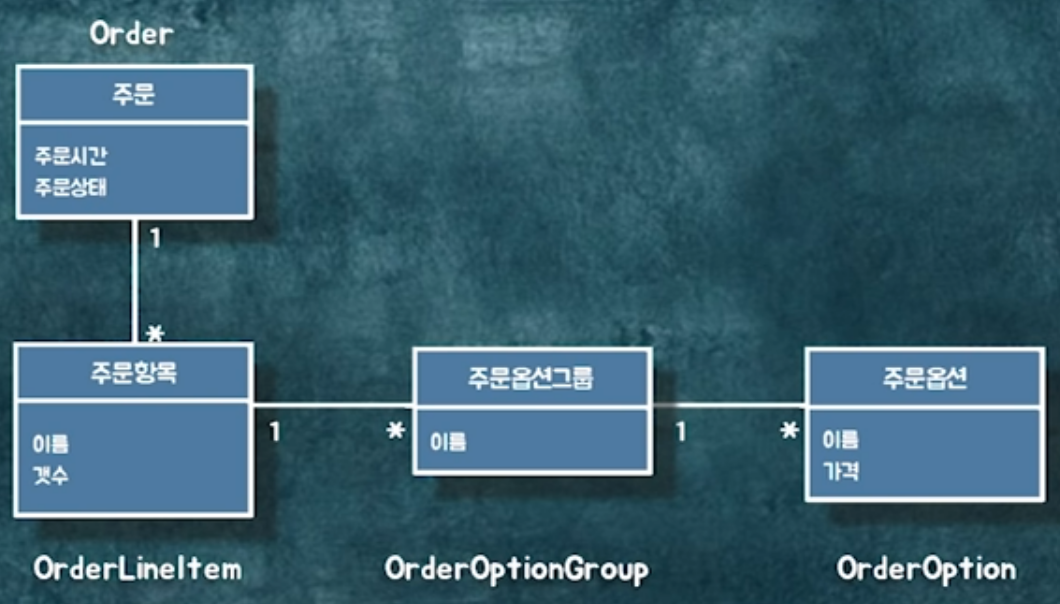 Order
주문
주문시간
주문상태
1
*
주문항목
이름
갯수
1
*
주문옵션그룹
이름
1
*
주문옵션
이름
가격
OrderLineItem
OrderOptionGroup
OrderOption